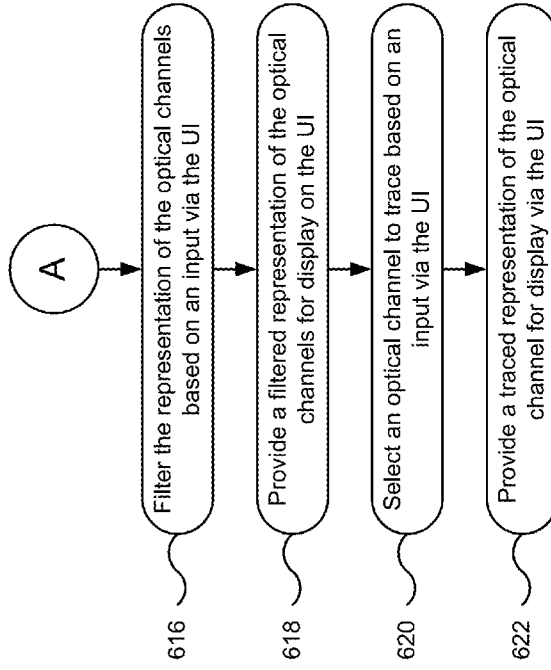 A
616
Filter the representation of the optical channels
based on an input via the UI
618
Provide a filtered representation of the optical
channels for display on the UI
620
Select an optical channel to trace based on an
input via the UI
622
Provide a traced representation of the optical
channel for display via the UI